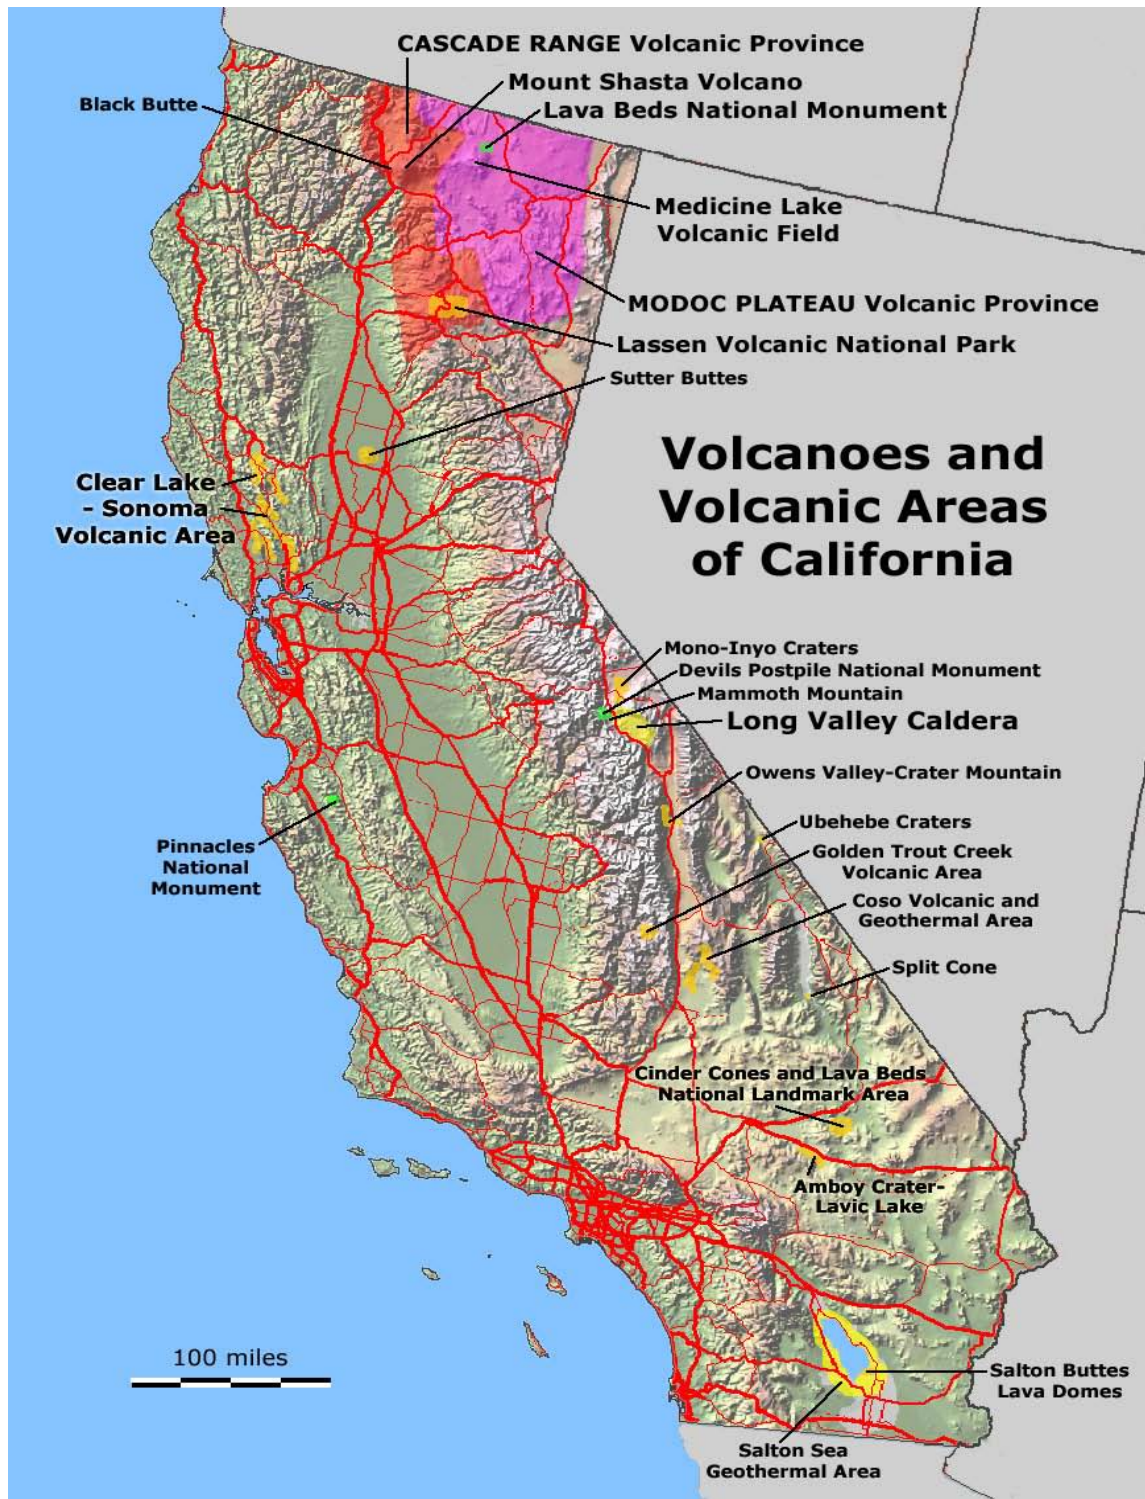 CASCADE RANGE Volcanic Province
Mount Shasta Volcano
Black Butte
Lava Beds National Monument
Medicine Lake
Volcanic Field
MODOC PLATEAU Volcanic Province
Lassen Volcanic National Park
Sutter Buttes
Volcanoes and
Volcanic Areas
of California
Clear Lake
- Sonoma
Volcanic Area
Mono-Inyo Craters
Devils Postpile National Monument
Mammoth Mountain
Long Valley Caldera
Owens Valley-Crater Mountain
Ubehebe Craters
Pinnacles
National
Monument
Golden Trout Creek
Volcanic Area
Coso Volcanic and
Geothermal Area
Split Cone
Cinder Cones and Lava Beds
National Landmark Area
Amboy Crater-
Lavic Lake
100 miles
Salton Buttes
Lava Domes
Salton Sea
Geothermal Area